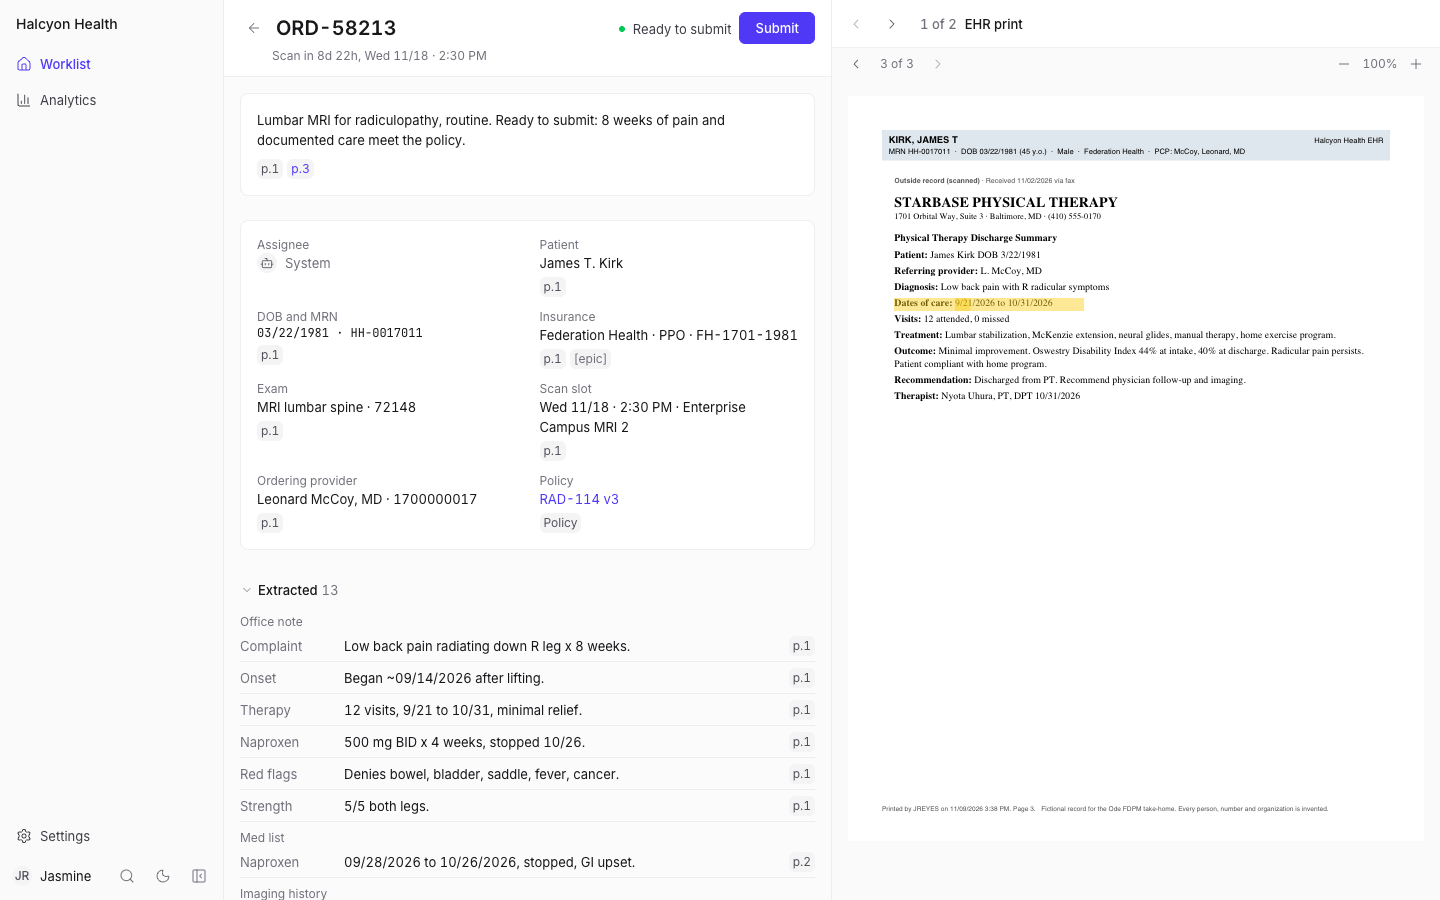 Halcyon Health
Worklist
Analytics
Settings
JR Jasmine
ORD-58213
Ready to submit
Submit
Scan in 8d 22h, Wed 11/18 · 2:30 PM
Lumbar MRI for radiculopathy, routine. Ready to submit: 8 weeks of pain and
documented care meet the policy.
p.1 p.3
Assignee
System
Patient
James T. Kirk
p.1
DOB and MRN
03/22/1981 · HH-0017011
p.1
Insurance
Federation Health · PPO · FH-1701-1981
p.1 [epic]
Exam
MRI lumbar spine · 72148
p.1
Scan slot
Wed 11/18 · 2:30 PM · Enterprise
Campus MRI 2
p.1
Ordering provider
Leonard McCoy, MD · 1700000017
p.1
Policy
RAD-114 v3
Policy
Extracted 13
Office note
Complaint Low back pain radiating down R leg x 8 weeks. p.1
Onset Began ~09/14/2026 after lifting. p.1
Therapy 12 visits, 9/21 to 10/31, minimal relief. p.1
Naproxen 500 mg BID x 4 weeks, stopped 10/26. p.1
Red flags Denies bowel, bladder, saddle, fever, cancer. p.1
Strength 5/5 both legs. p.1
Med list
Naproxen 09/28/2026 to 10/26/2026, stopped, GI upset. p.2
Imaging history
1 of 2 EHR print
3 of 3
100%
KIRK, JAMES T
Halcyon Health EHR
MRN HH-0017011 · DOB 03/22/1981 (45 y.o.) · Male · Federation Health · PCP: McCoy, Leonard, MD
Outside record (scanned) · Received 11/02/2026 via fax
STARBASE PHYSICAL THERAPY
1701 Orbital Way, Suite 3 · Baltimore, MD · (410) 555-0170
Physical Therapy Discharge Summary
Patient: James Kirk DOB 3/22/1981
Referring provider: L. McCoy, MD
Diagnosis: Low back pain with R radicular symptoms
Dates of care: 9/21/2026 to 10/31/2026
Visits: 12 attended, 0 missed
Treatment: Lumbar stabilization, McKenzie extension, neural glides, manual therapy, home exercise program.
Outcome: Minimal improvement. Oswestry Disability Index 44% at intake, 40% at discharge. Radicular pain persists.
Patient compliant with home program.
Recommendation: Discharged from PT. Recommend physician follow-up and imaging.
Therapist: Nyota Uhura, PT, DPT 10/31/2026
Printed by JREYES on 11/09/2026 3:38 PM. Page 3. Fictional record for the Ode FDPM take-home. Every person, number and organization is invented.